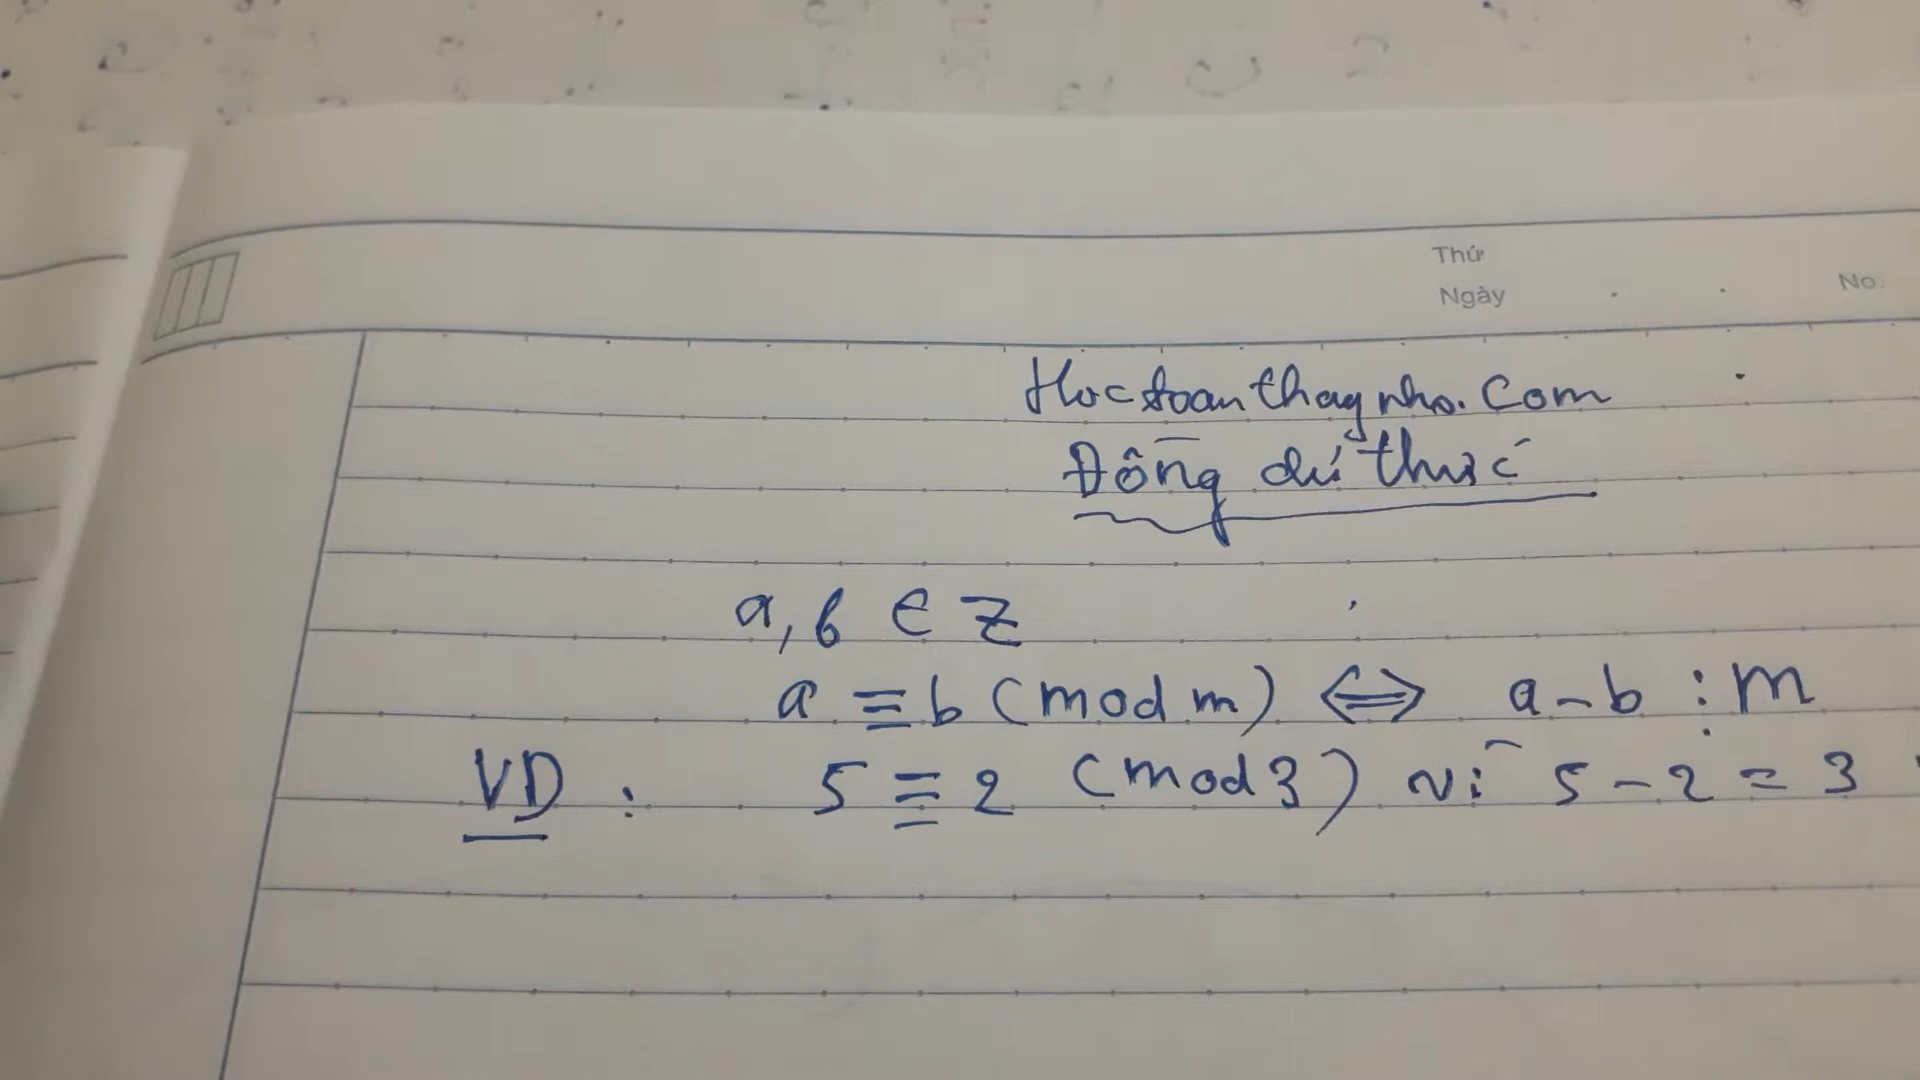 Thứ
Ngày
No.
Hoctoanthaynho.com
Đồng dư thức
a, b ∈ Z
a ≡ b (mod m) ⇔ a - b ⋮ m
VD : 5 ≡ 2 (mod 3) vì 5 - 2 = 3